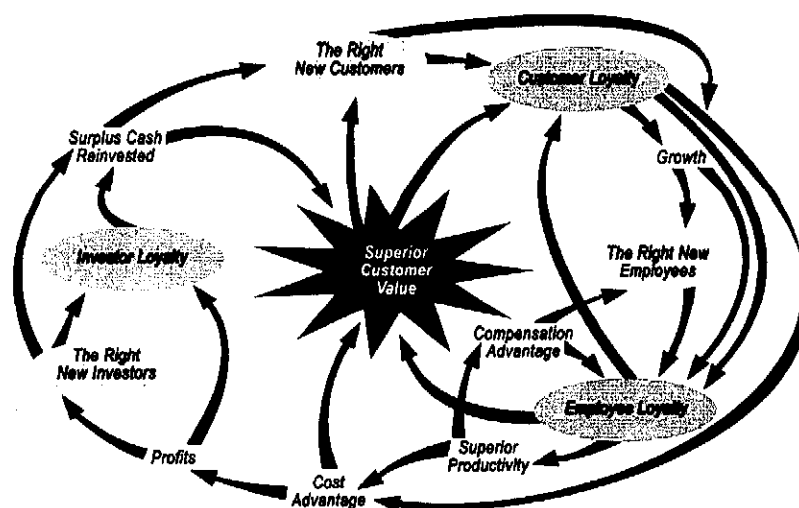 The Right
New Customers
Customer Loyalty
Surplus Cash
Reinvested
Growth
Investor Loyalty
Superior
Customer
Value
The Right New
Employees
Compensation
Advantage
The Right
New Investors
Employee Loyalty
Profits
Superior
Productivity
Cost
Advantage